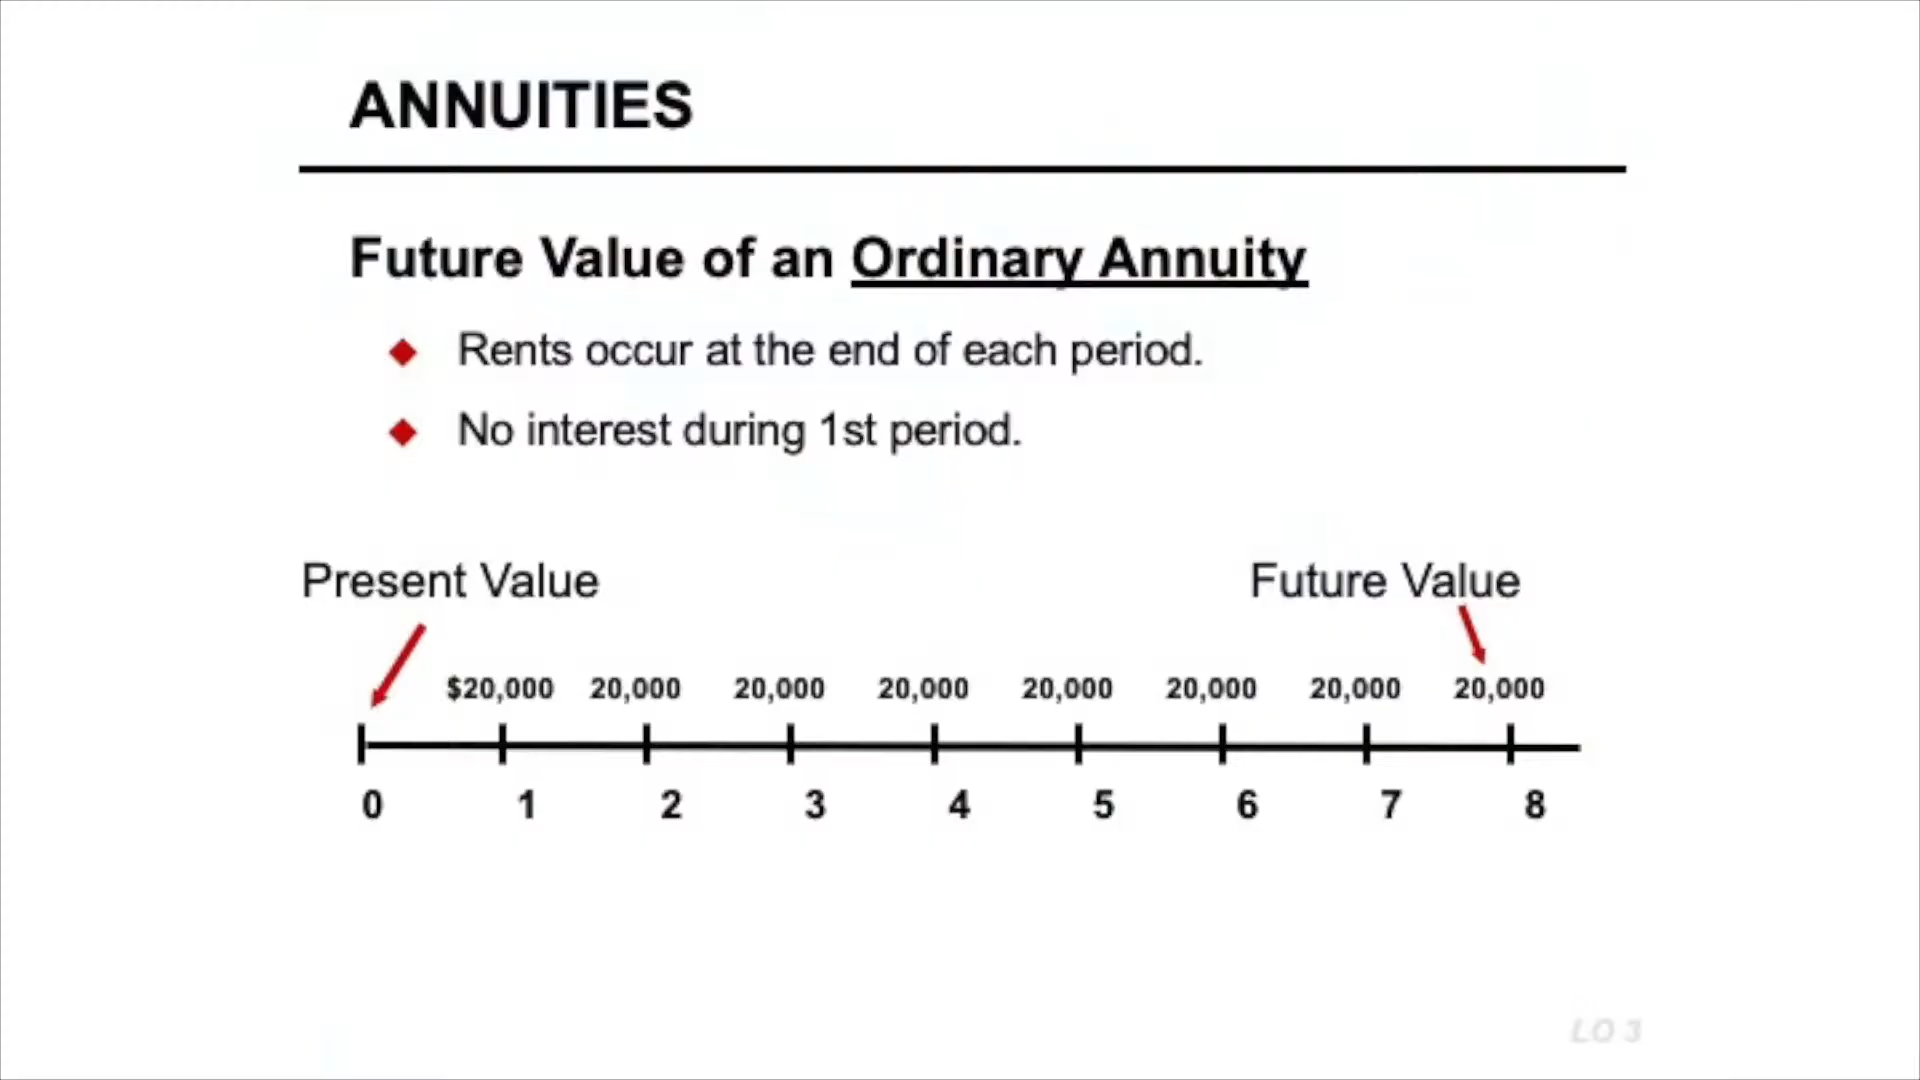 ANNUITIES
Future Value of an Ordinary Annuity
Rents occur at the end of each period.
No interest during 1st period.
Present Value
Future Value
$20,000 20,000 20,000 20,000 20,000 20,000 20,000 20,000
0 1 2 3 4 5 6 7 8
LO 3